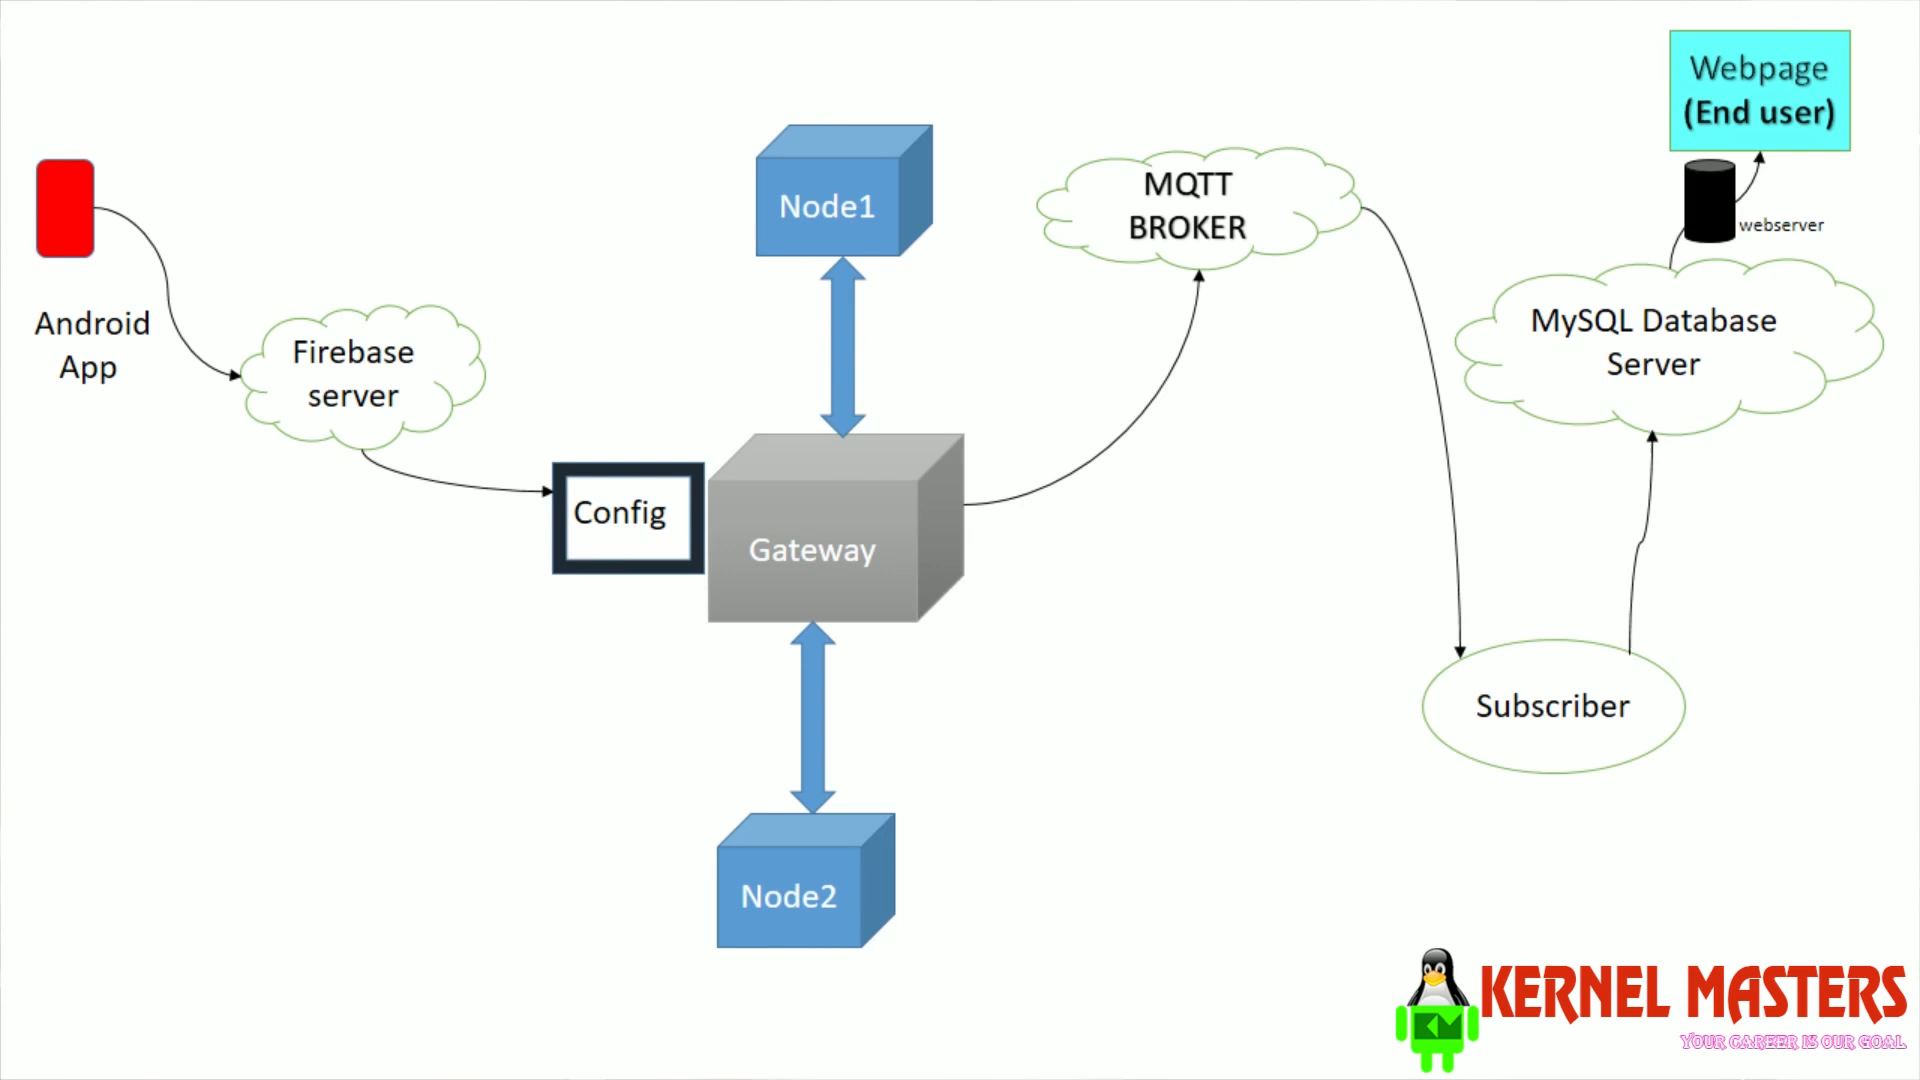 Webpage
(End user)
webserver
Node1
MQTT
BROKER
Android
App
Firebase
server
MySQL Database
Server
Config
Gateway
Subscriber
Node2
KERNEL MASTERS
YOUR CAREER IS OUR GOAL